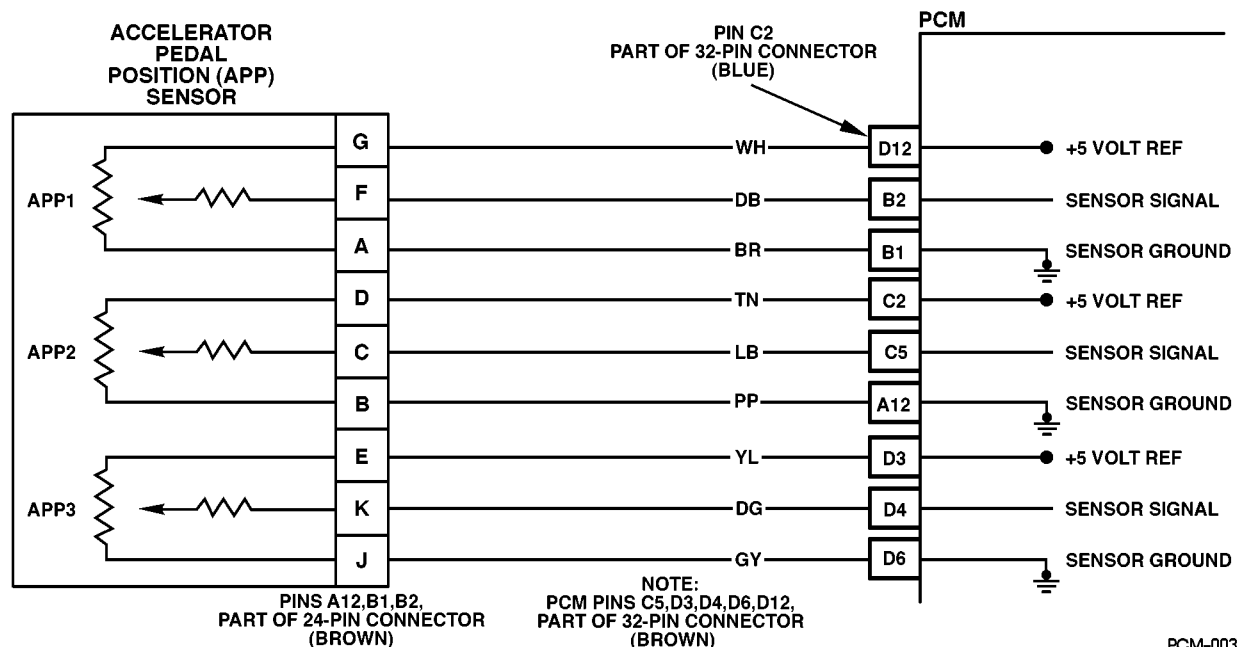 PCM
ACCELERATOR
PEDAL
POSITION (APP)
SENSOR
PIN C2
PART OF 32-PIN CONNECTOR
(BLUE)
G WH D12 +5 VOLT REF
APP1 F DB B2 SENSOR SIGNAL
A BR B1 SENSOR GROUND
D TN C2 +5 VOLT REF
APP2 C LB C5 SENSOR SIGNAL
B PP A12 SENSOR GROUND
E YL D3 +5 VOLT REF
APP3 K DG D4 SENSOR SIGNAL
J GY D6 SENSOR GROUND
PINS A12,B1,B2,
PART OF 24-PIN CONNECTOR
(BROWN)
NOTE:
PCM PINS C5,D3,D4,D6,D12,
PART OF 32-PIN CONNECTOR
(BROWN)
PCM-003